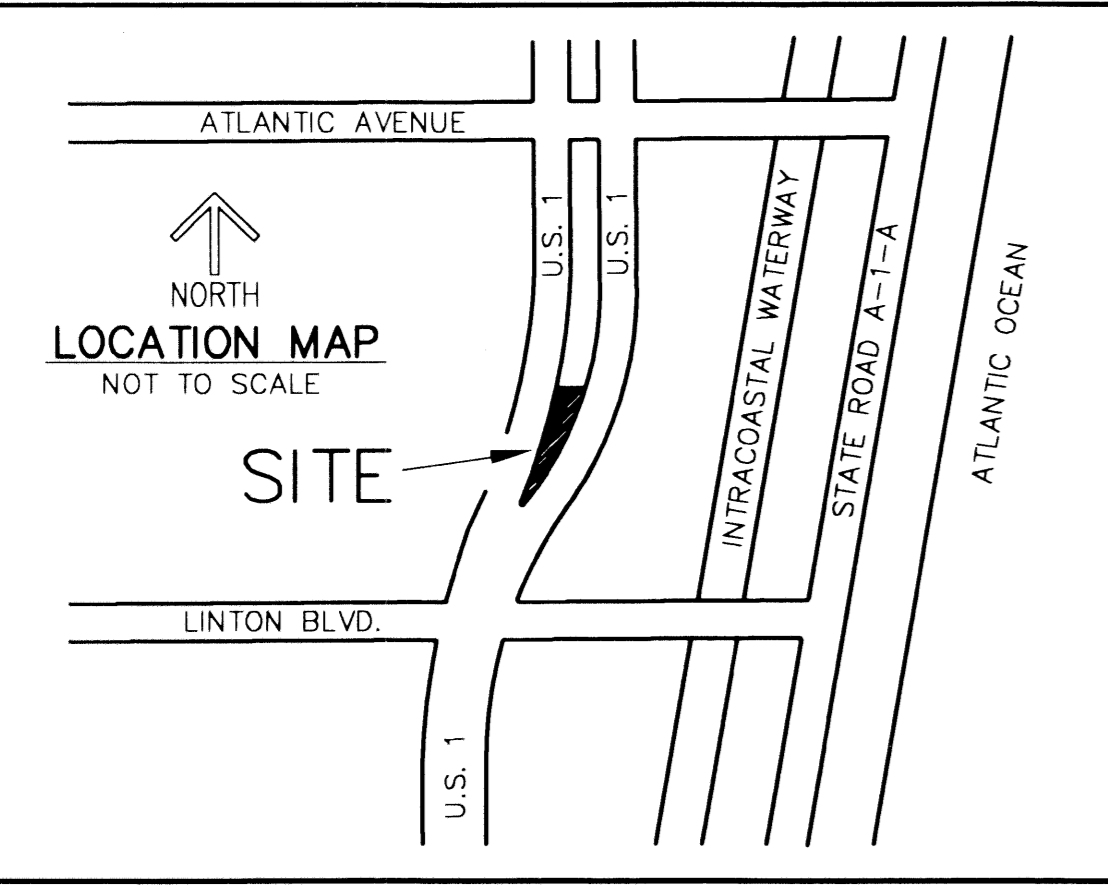 ATLANTIC AVENUE
U.S. 1
U.S. 1
NORTH
LOCATION MAP
NOT TO SCALE
SITE
INTRACOASTAL WATERWAY
STATE ROAD A-1-A
ATLANTIC OCEAN
LINTON BLVD.
U.S. 1